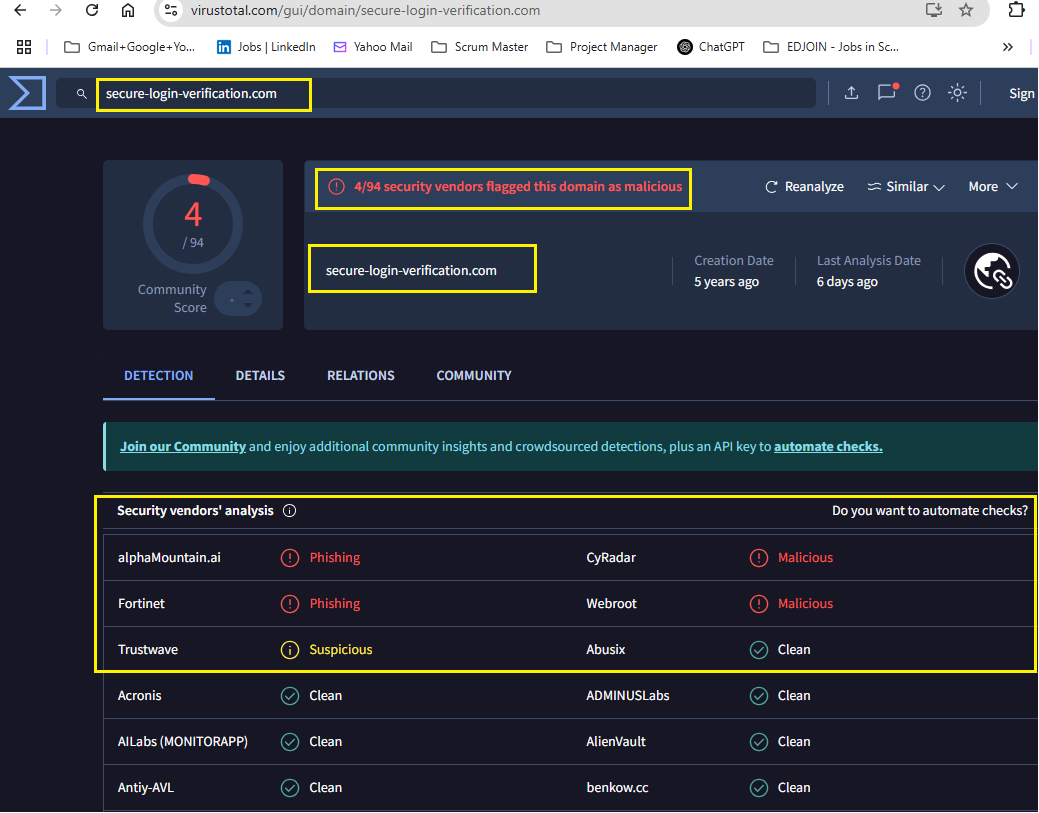 virustotal.com/gui/domain/secure-login-verification.com
Gmail+Google+Yo... Jobs | LinkedIn Yahoo Mail Scrum Master Project Manager ChatGPT EDJOIN - Jobs in Sc... »
secure-login-verification.com Sign
4/94 security vendors flagged this domain as malicious Reanalyze Similar More
4
/ 94
Community
Score
secure-login-verification.com
Creation Date
5 years ago
Last Analysis Date
6 days ago
DETECTION DETAILS RELATIONS COMMUNITY
Join our Community and enjoy additional community insights and crowdsourced detections, plus an API key to automate checks.
Security vendors' analysis Do you want to automate checks?
alphaMountain.ai Phishing CyRadar Malicious
Fortinet Phishing Webroot Malicious
Trustwave Suspicious Abusix Clean
Acronis Clean ADMINUSLabs Clean
AILabs (MONITORAPP) Clean AlienVault Clean
Antiy-AVL Clean benkow.cc Clean